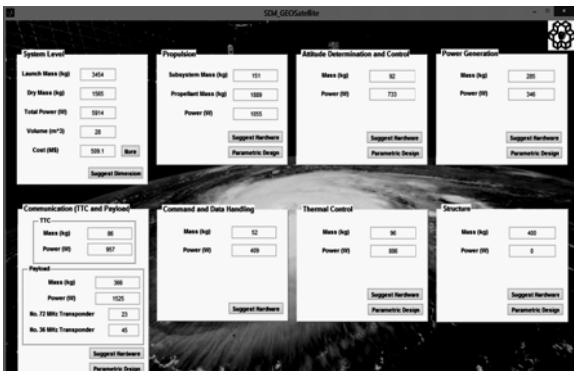 SCM_GEOSatellite
System Level
Launch Mass (kg) 3454
Dry Mass (kg) 1565
Total Power (W) 5914
Volume (m^3) 28
Cost (M$) 509.1 More
Suggest Dimension
Propulsion
Subsystem Mass (kg) 151
Propellant Mass (kg) 1889
Power (W) 1055
Suggest Hardware
Parametric Design
Attitude Determination and Control
Mass (kg) 92
Power (W) 733
Suggest Hardware
Parametric Design
Power Generation
Mass (kg) 285
Power (W) 346
Suggest Hardware
Parametric Design
Communication (TTC and Payload)
TTC
Mass (kg) 86
Power (W) 957
Payload
Mass (kg) 366
Power (W) 1525
No. 72 MHz Transponder 23
No. 36 MHz Transponder 45
Suggest Hardware
Parametric Design
Command and Data Handling
Mass (kg) 52
Power (W) 409
Suggest Hardware
Thermal Control
Mass (kg) 96
Power (W) 886
Suggest Hardware
Parametric Design
Structure
Mass (kg) 400
Power (W) 0
Suggest Hardware
Parametric Design